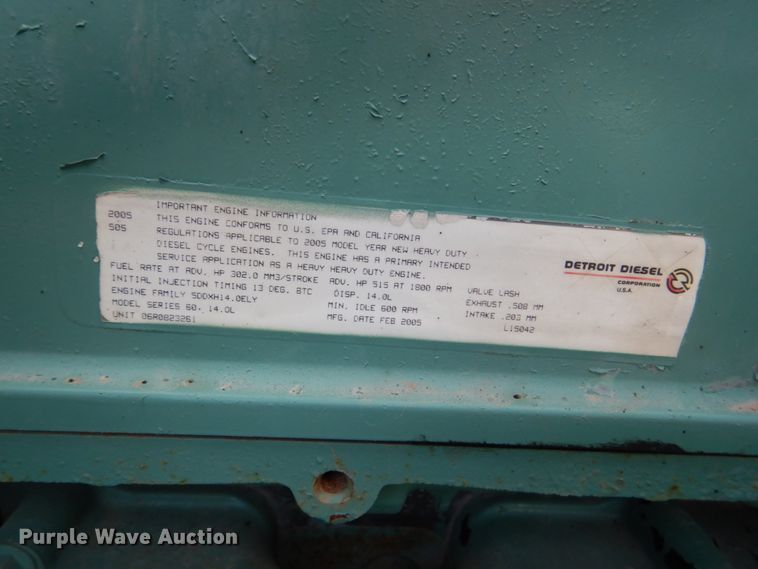 IMPORTANT ENGINE INFORMATION
2005 THIS ENGINE CONFORMS TO U.S. EPA AND CALIFORNIA
505 REGULATIONS APPLICABLE TO 2005 MODEL YEAR NEW HEAVY DUTY
DIESEL CYCLE ENGINES. THIS ENGINE HAS A PRIMARY INTENDED
SERVICE APPLICATION AS A HEAVY HEAVY DUTY ENGINE.
FUEL RATE AT ADV. HP 302.0 MM3/STROKE ADV. HP 515 AT 1800 RPM VALVE LASH
INITIAL INJECTION TIMING 13 DEG. BTC DISP. 14.0L EXHAUST .508 MM
ENGINE FAMILY 5DDXH14.0ELY MIN. IDLE 600 RPM INTAKE .203 MM
MODEL SERIES 60. 14.0L MFG. DATE FEB 2005 L15042
UNIT 06R0823261
DETROIT DIESEL
CORPORATION
U.S.A.
Purple Wave Auction